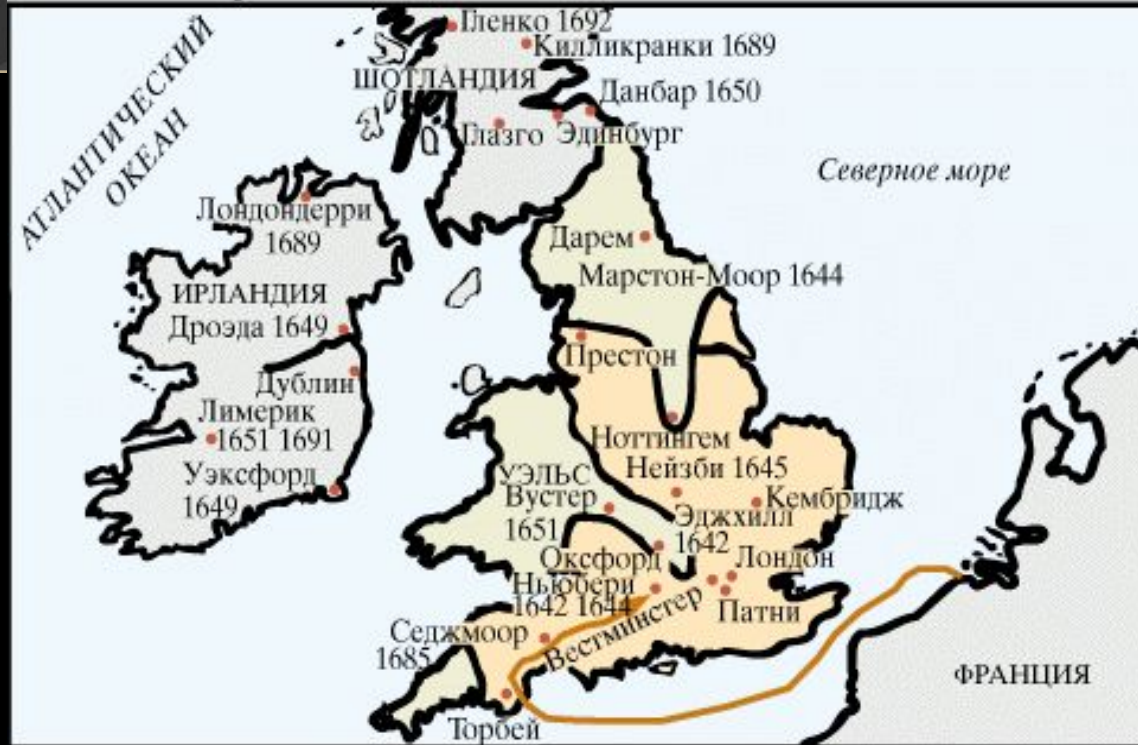 Гленко 1692
Килликранки 1689
ШОТЛАНДИЯ
Данбар 1650
Глазго
Эдинбург
АТЛАНТИЧЕСКИЙ
ОКЕАН
Северное море
Лондондерри
1689
Дарем
Марстон-Моор 1644
ИРЛАНДИЯ
Дроэда 1649
Престон
Дублин
Лимерик
1651 1691
Ноттингем
Нейзби 1645
Уэксфорд
1649
УЭЛЬС
Вустер
1651
Кембридж
Эджхилл
1642
Оксфорд
Лондон
Ньюбери
1642 1644
Вестминстер
Патни
Седжмоор
1685
ФРАНЦИЯ
Торбей